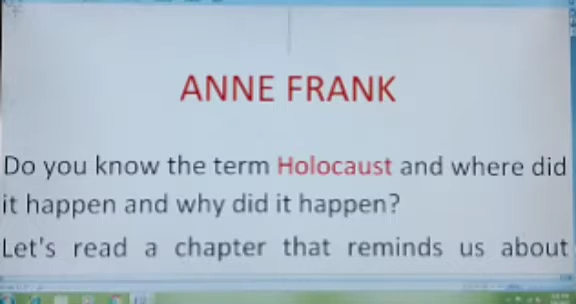 ANNE FRANK
Do you know the term Holocaust and where did
it happen and why did it happen?
Let's read a chapter that reminds us about